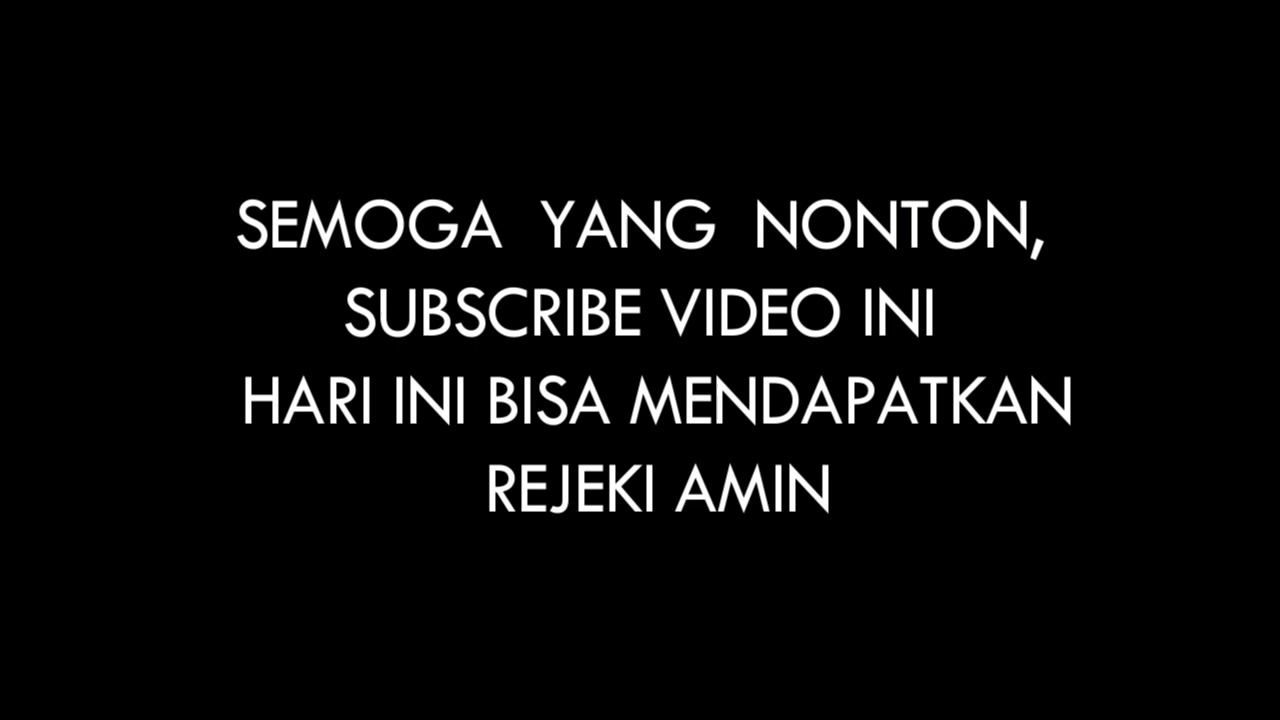 SEMOGA YANG NONTON,
SUBSCRIBE VIDEO INI
HARI INI BISA MENDAPATKAN
REJEKI AMIN